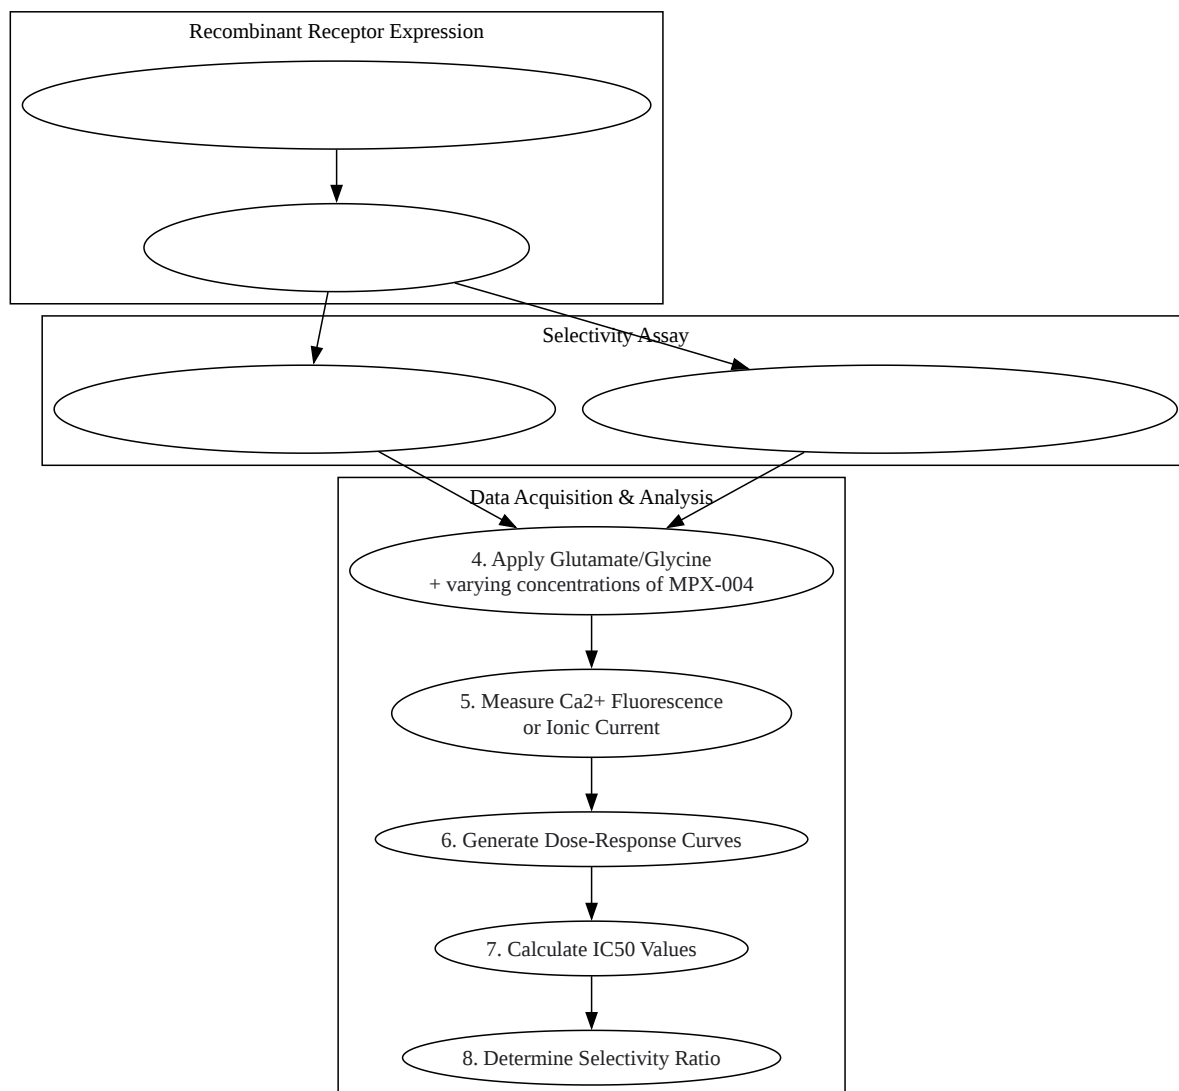 Recombinant Receptor Expression
Selectivity Assay
Data Acquisition & Analysis
4. Apply Glutamate/Glycine
+ varying concentrations of MPX-004
5. Measure Ca2+ Fluorescence
or Ionic Current
6. Generate Dose-Response Curves
7. Calculate IC50 Values
8. Determine Selectivity Ratio